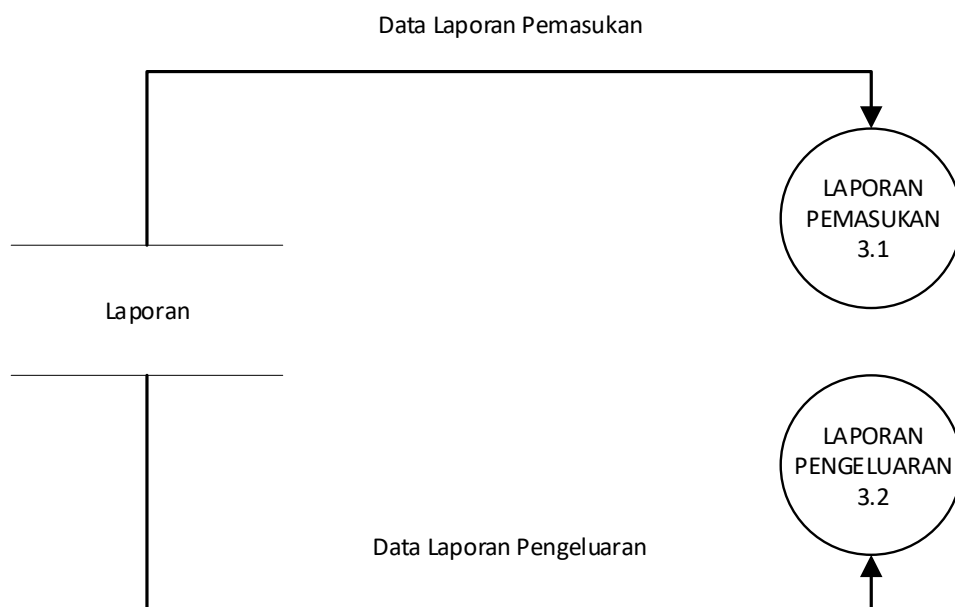 Data Laporan Pemasukan
LAPORAN
PEMASUKAN
3.1
Laporan
LAPORAN
PENGELUARAN
3.2
Data Laporan Pengeluaran